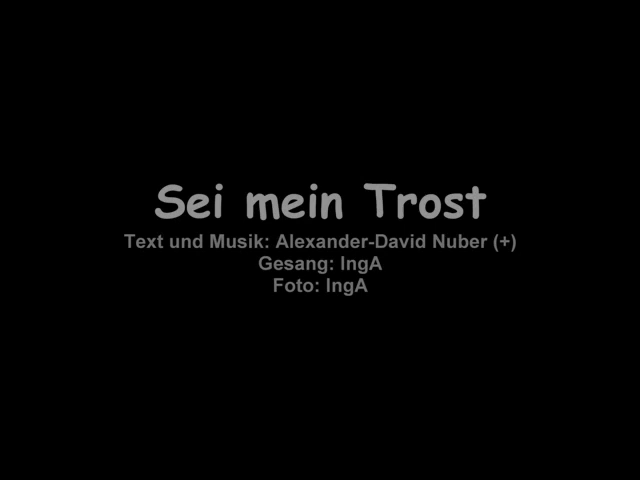 Sei mein Trost
Text und Musik: Alexander-David Nuber (+)
Gesang: IngA
Foto: IngA